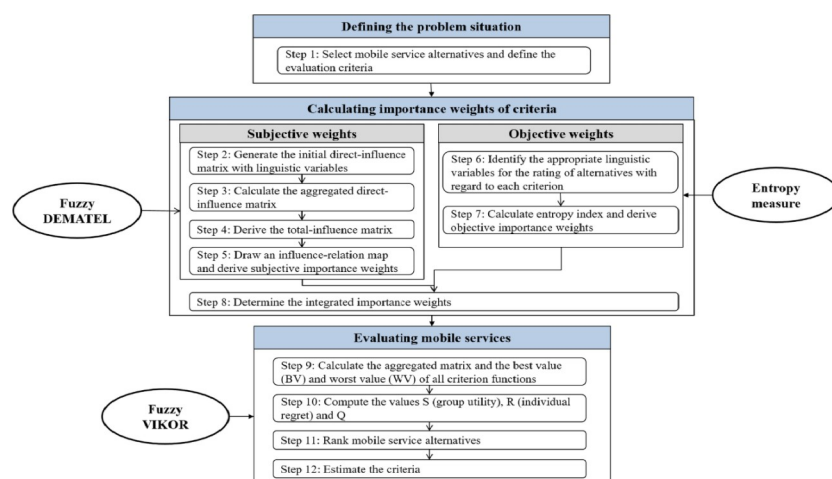 Defining the problem situation
Step 1: Select mobile service alternatives and define the
evaluation criteria
Calculating importance weights of criteria
Subjective weights
Step 2: Generate the initial direct-influence
matrix with linguistic variables
Step 3: Calculate the aggregated direct-
influence matrix
Step 4: Derive the total-influence matrix
Step 5: Draw an influence-relation map
and derive subjective importance weights
Objective weights
Step 6: Identify the appropriate linguistic
variables for the rating of alternatives with
regard to each criterion
Step 7: Calculate entropy index and derive
objective importance weights
Fuzzy
DEMATEL
Entropy
measure
Step 8: Determine the integrated importance weights
Evaluating mobile services
Step 9: Calculate the aggregated matrix and the best value
(BV) and worst value (WV) of all criterion functions
Step 10: Compute the values S (group utility), R (individual
regret) and Q
Step 11: Rank mobile service alternatives
Step 12: Estimate the criteria
Fuzzy
VIKOR